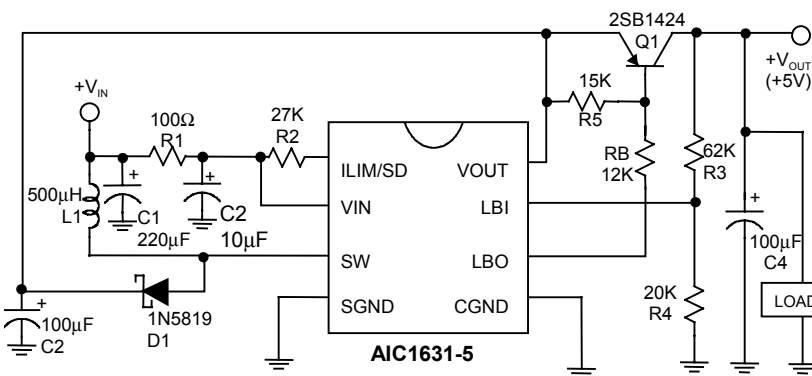 2SB1424
Q1
+VOUT
(+5V)
+VIN
100Ω
R1
27K
R2
15K
R5
RB
12K
62K
R3
500μH
L1
+
C1
220μF
+
C2
10μF
ILIM/SD
VIN
SW
SGND
VOUT
LBI
LBO
CGND
+
100μF
C4
20K
R4
LOAD
+
100μF
C2
1N5819
D1
AIC1631-5